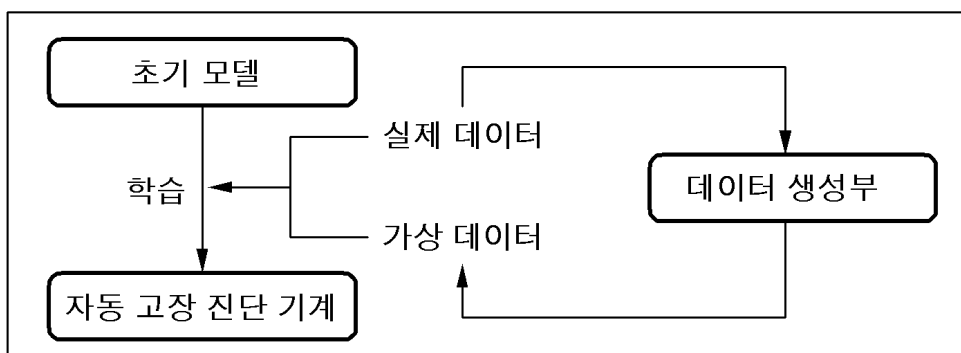 초기 모델
실제 데이터
학습
데이터 생성부
가상 데이터
자동 고장 진단 기계